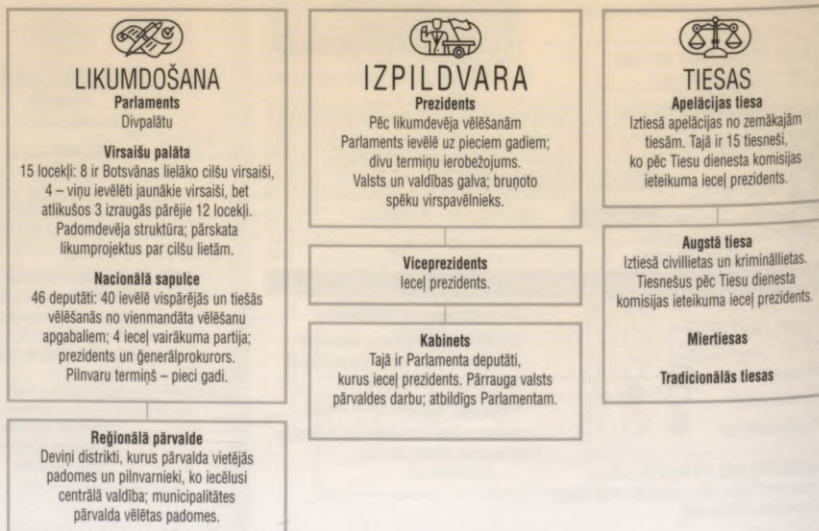 LIKUMDOŠANA
Parlaments
Divpalātu
Virsaišu palāta
15 locekļi: 8 ir Botsvānas lielāko cilšu virsaiši,
4 – viņu ievēlēti jaunākie virsaiši, bet
atlikušos 3 izraugās pārējie 12 locekļi.
Padomdevēja struktūra; pārskata
likumprojektus par cilšu lietām.
Nacionālā sapulce
46 deputāti: 40 ievēlē vispārējās un tiešās
vēlēšanās no vienmandāta vēlēšanu
apgabaliem; 4 ieceļ vairākuma partija;
prezidents un ģenerālprokurors.
Pilnvaru termiņš – pieci gadi.
Reģionālā pārvalde
Deviņi distrikti, kurus pārvalda vietējās
padomes un pilnvarnieki, ko iecēlusi
centrālā valdība; municipalitātes
pārvalda vēlētas padomes.
IZPILDVARA
Prezidents
Pēc likumdevēja vēlēšanām
Parlaments ievēlē uz pieciem gadiem;
divu termiņu ierobežojums.
Valsts un valdības galva; bruņoto
spēku virspavēlnieks.
Viceprezidents
Ieceļ prezidents.
Kabinets
Tajā ir Parlamenta deputāti,
kurus ieceļ prezidents. Pārrauga valsts
pārvaldes darbu; atbildīgs Parlamentam.
TIESAS
Apelācijas tiesa
Iztiesā apelācijas no zemākajām
tiesām. Tajā ir 15 tiesneši,
ko pēc Tiesu dienesta komisijas
ieteikuma ieceļ prezidents.
Augstā tiesa
Iztiesā civillietas un krimināllietas.
Tiesnešus pēc Tiesu dienesta
komisijas ieteikuma ieceļ prezidents.
Miertiesas
Tradicionālās tiesas